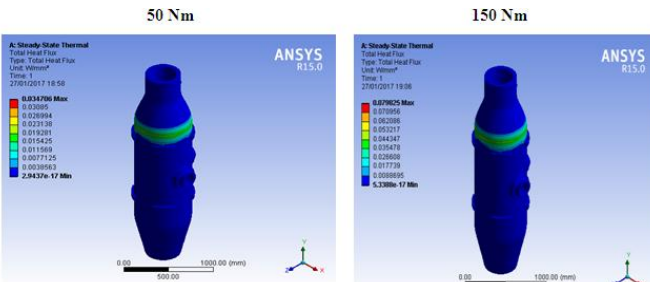 50 Nm
150 Nm
A: Steady-State Thermal
Total Heat Flux
Type: Total Heat Flux
Unit: W/mm²
Time: 1
27/01/2017 18:58
0.034706 Max
0.03085
0.026994
0.023138
0.019281
0.015425
0.011569
0.0077125
0.0038563
2.9437e-17 Min
ANSYS
R15.0
0.00
1000.00 (mm)
500.00
Y
Z
X
A: Steady-State Thermal
Total Heat Flux
Type: Total Heat Flux
Unit: W/mm²
Time: 1
27/01/2017 19:06
0.079825 Max
0.070956
0.062086
0.053217
0.044347
0.035478
0.026608
0.017739
0.0088695
5.3388e-17 Min
ANSYS
R15.0
0.00
1000.00 (mm)
Y